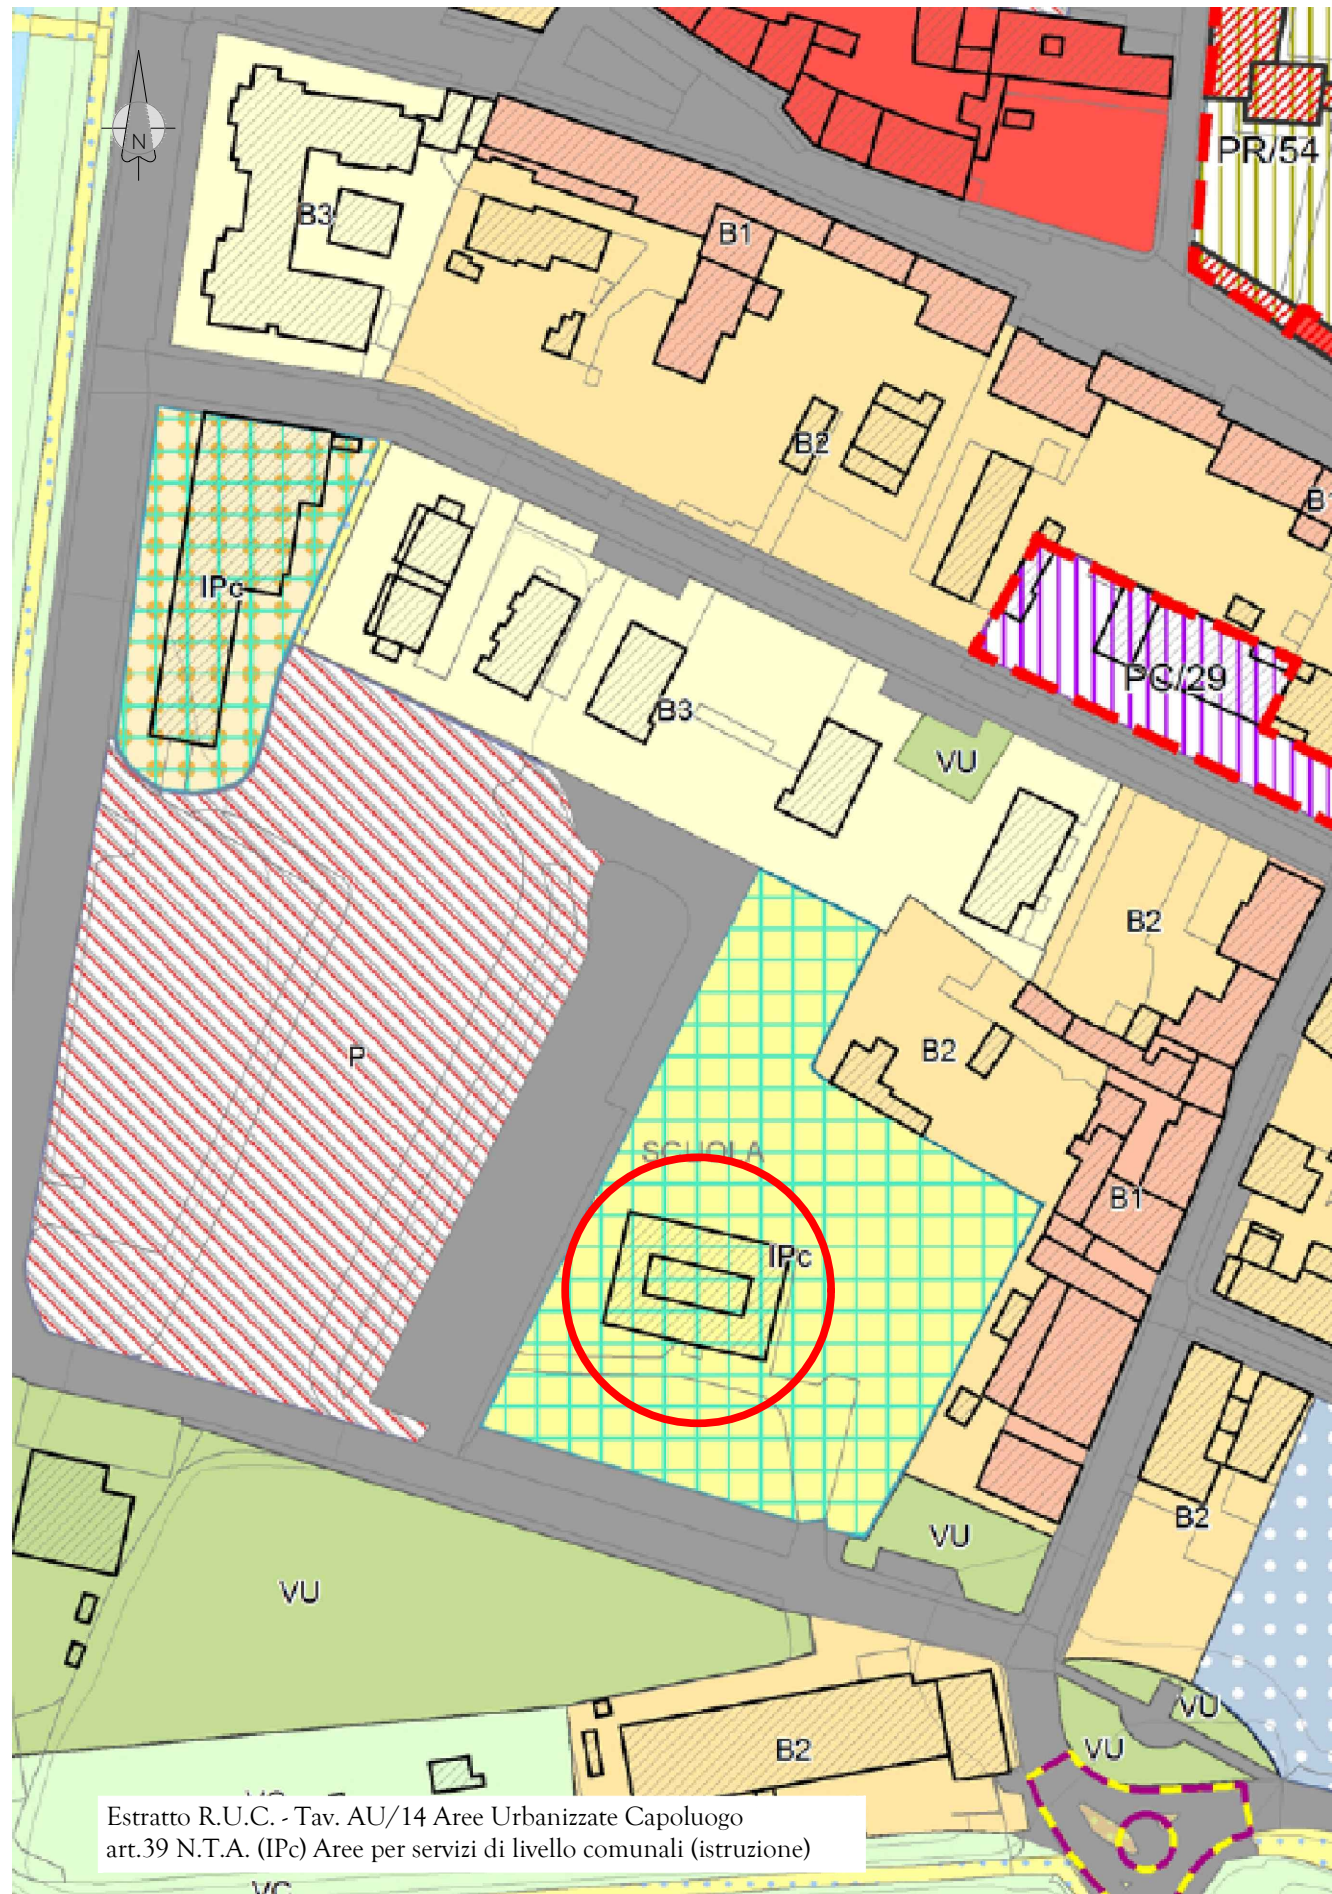 N
PR/54
B3
B1
B2
B
IPc
PC/29
B3
VU
B2
B2
P
SCUOLA
B1
IPc
B2
VU
VU
VU
B2
VU
Estratto R.U.C. - Tav. AU/14 Aree Urbanizzate Capoluogo
art.39 N.T.A. (IPc) Aree per servizi di livello comunali (istruzione)